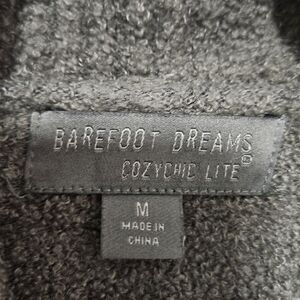 BAREFOOT DREAMS
COZYCHIC LITE®
M
MADE IN
CHINA